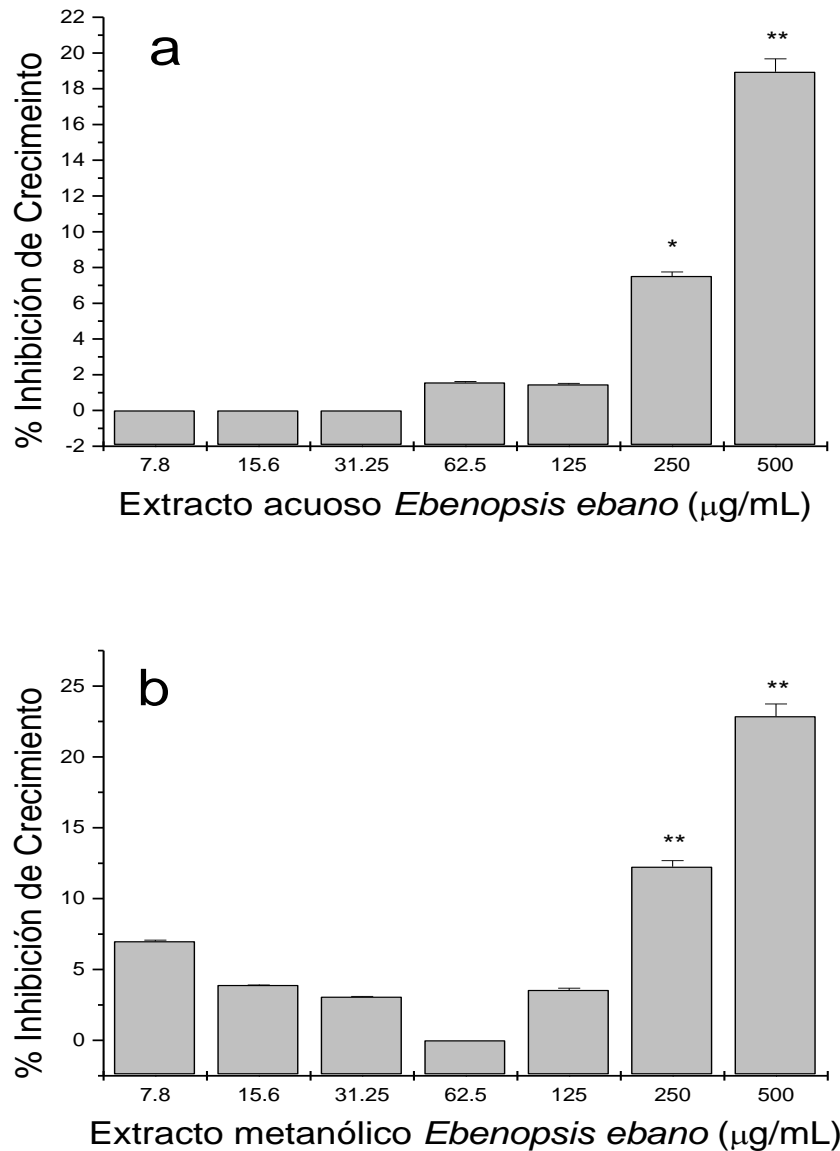 a
% Inhibición de Crecimeinto
22
20
18
16
14
12
10
8
6
4
2
0
-2
*
**
7.8 15.6 31.25 62.5 125 250 500
Extracto acuoso Ebenopsis ebano (μg/mL)
b
% Inhibición de Crecimiento
25
20
15
10
5
0
**
**
7.8 15.6 31.25 62.5 125 250 500
Extracto metanólico Ebenopsis ebano (μg/mL)